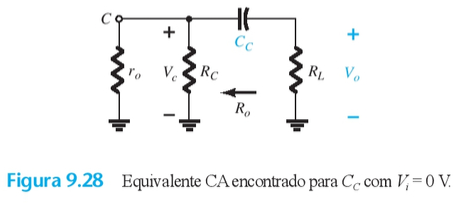 C
+ C_C +
r_o V_c R_C R_L V_o
R_o
– –
Figura 9.28 Equivalente CA encontrado para C_C com V_i = 0 V.